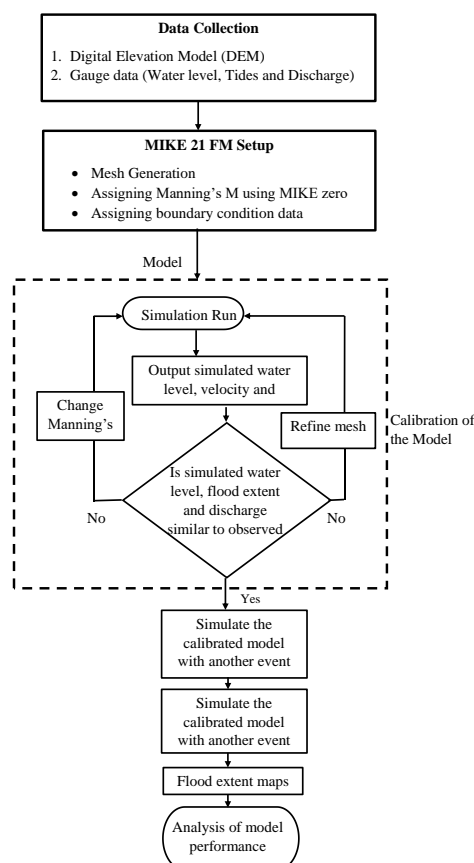 Data Collection
1. Digital Elevation Model (DEM)
2. Gauge data (Water level, Tides and Discharge)
MIKE 21 FM Setup
• Mesh Generation
• Assigning Manning's M using MIKE zero
• Assigning boundary condition data
Model
Simulation Run
Output simulated water
level, velocity and
Change
Manning's
Refine mesh
Calibration of
the Model
Is simulated water
level, flood extent
and discharge
similar to observed
No
No
Yes
Simulate the
calibrated model
with another event
Simulate the
calibrated model
with another event
Flood extent maps
Analysis of model
performance